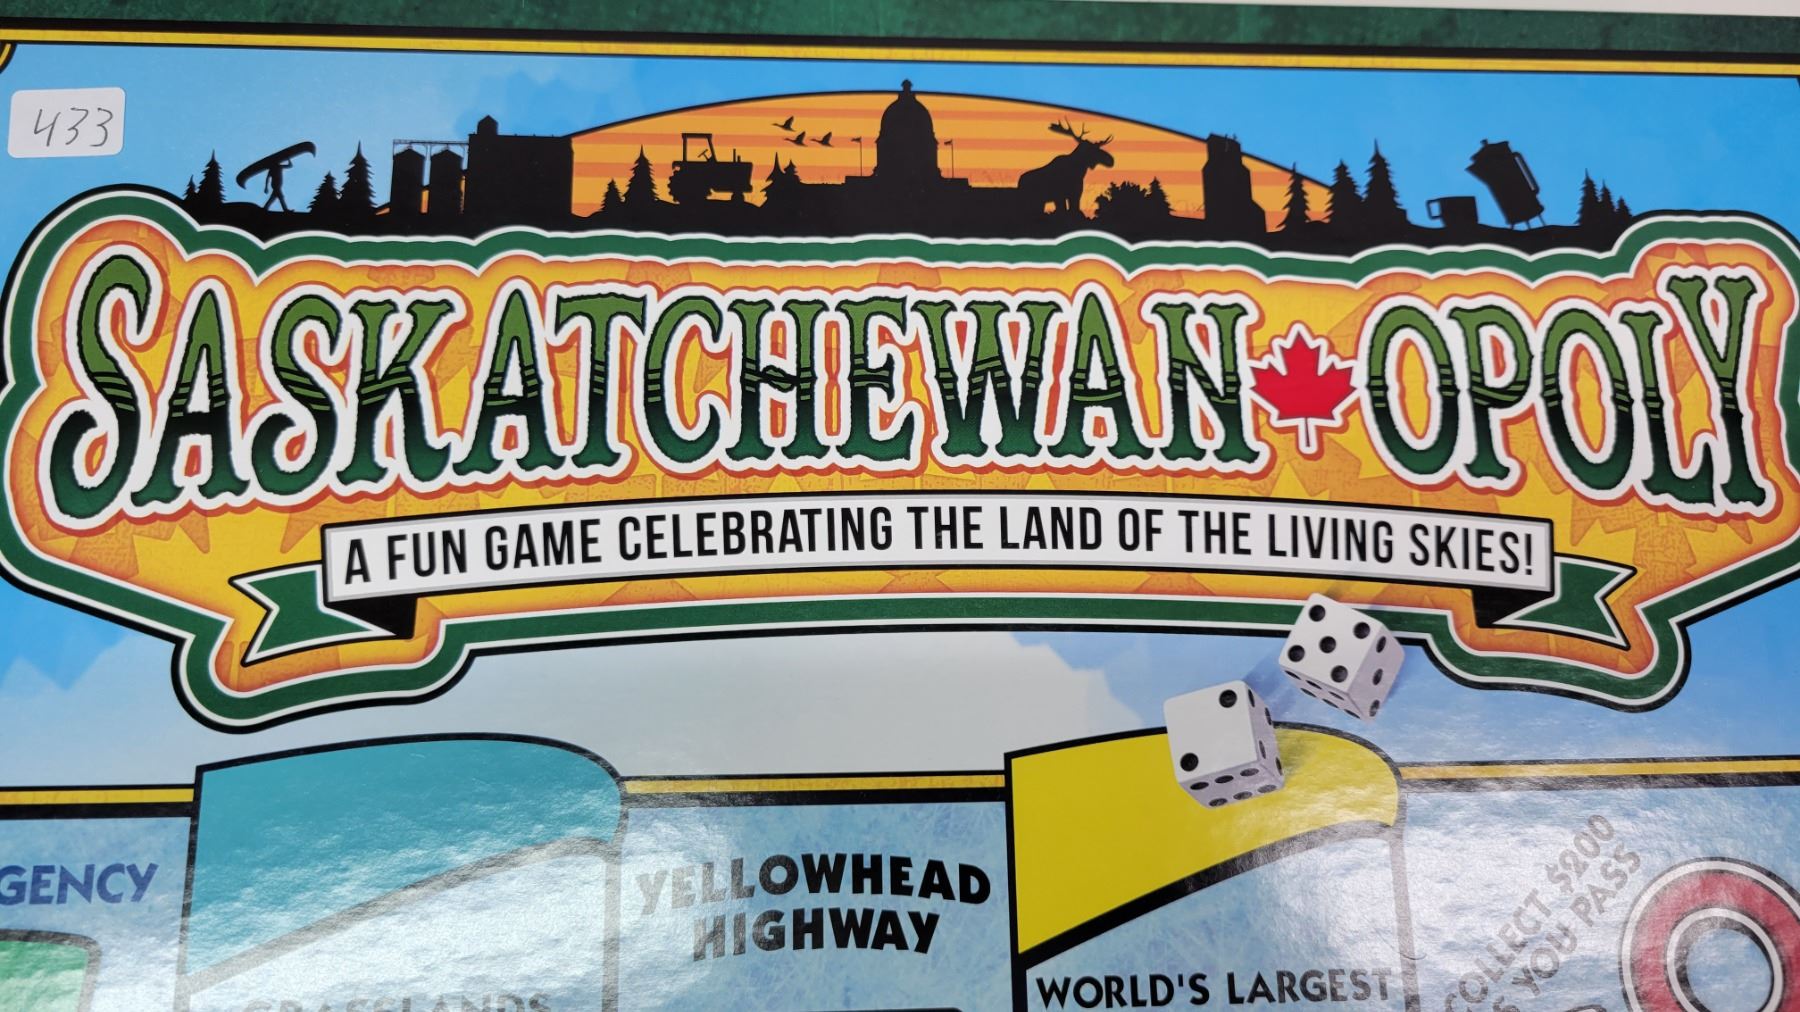 433
SASKATCHEWAN OPOLY
A FUN GAME CELEBRATING THE LAND OF THE LIVING SKIES!
GENCY
YELLOWHEAD
HIGHWAY
GRASSLANDS
WORLD'S LARGEST
COLLECT $200
YOU PASS